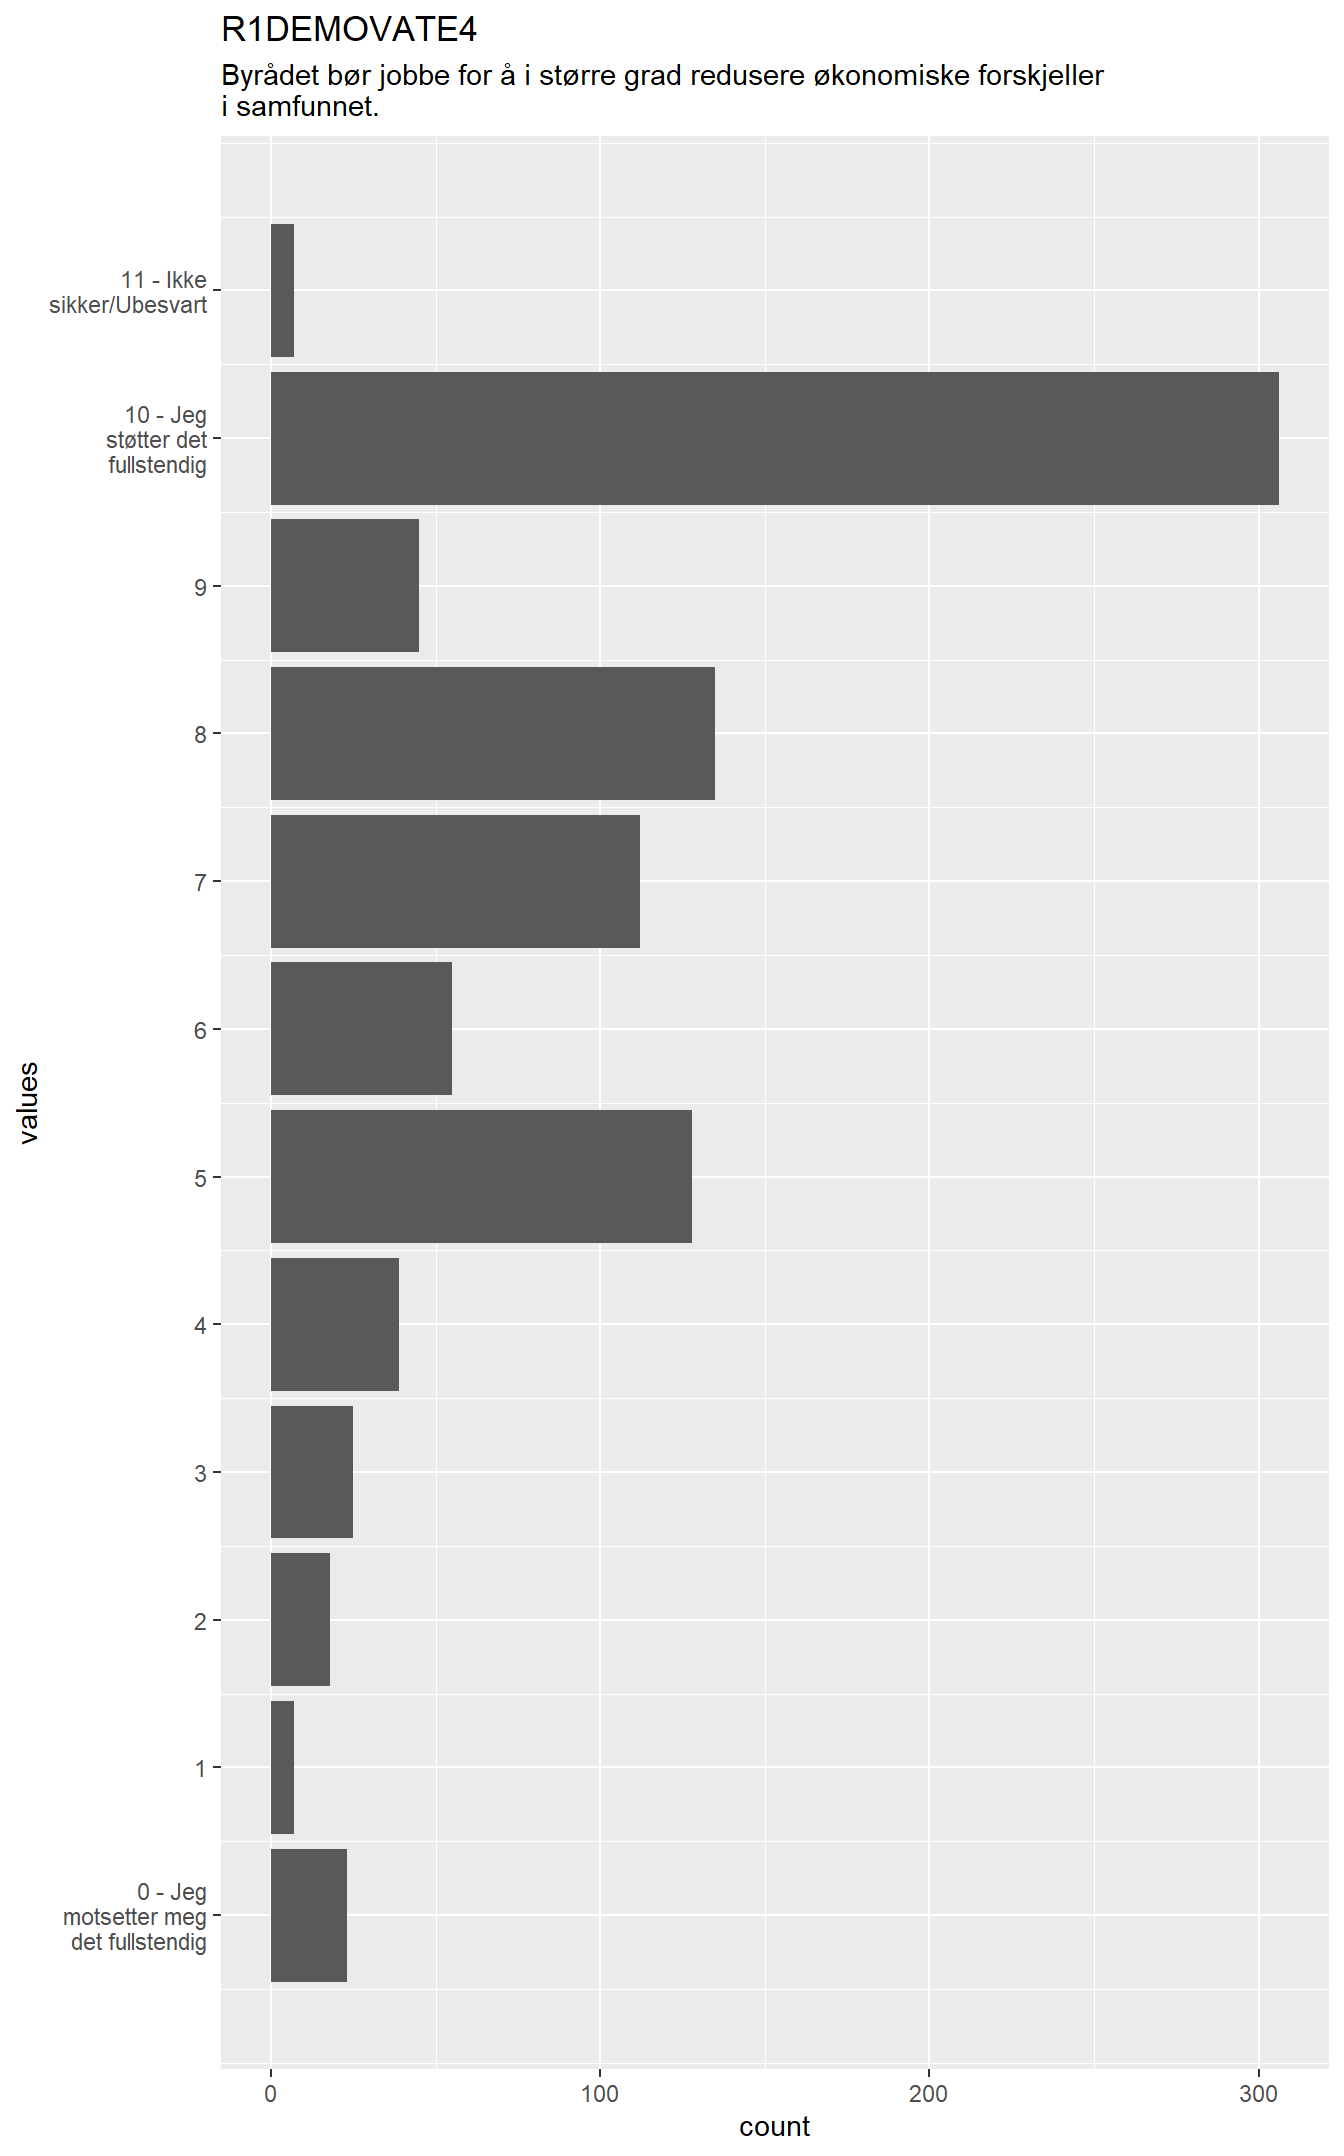 R1DEMOVATE4
Byrådet bør jobbe for å i større grad redusere økonomiske forskjeller
i samfunnet.
11 - Ikke
sikker/Ubesvart
10 - Jeg
støtter det
fullstendig
9
8
7
6
5
4
3
2
1
0 - Jeg
motsetter meg
det fullstendig
values
0
100
200
300
count